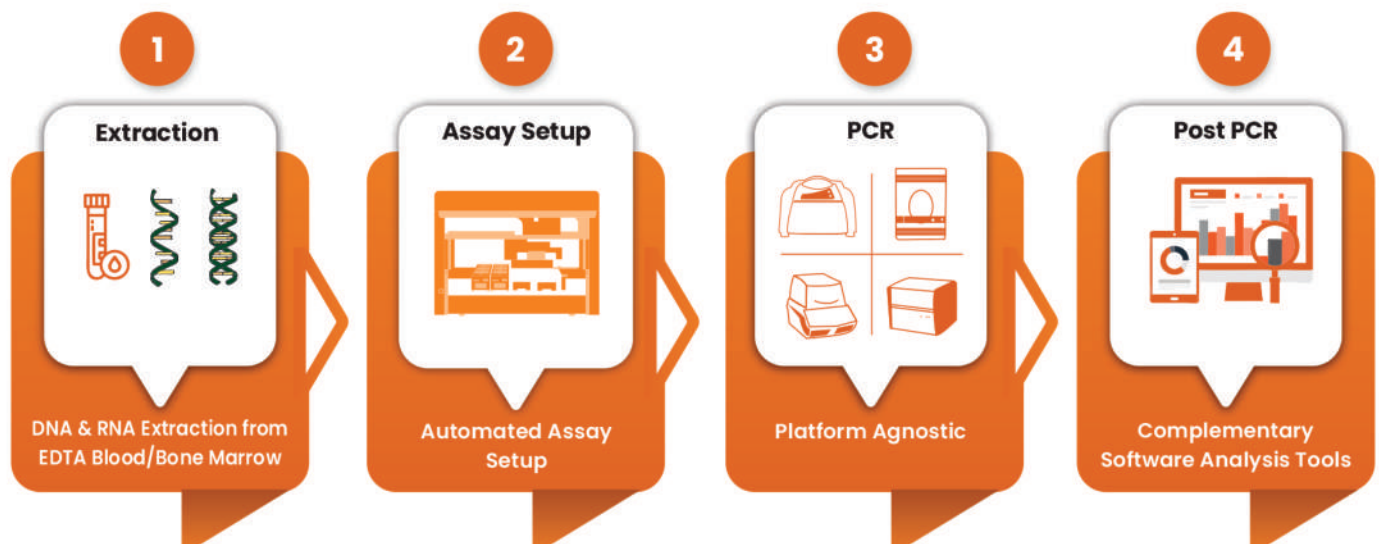 1
Extraction
DNA & RNA Extraction from
EDTA Blood/Bone Marrow
2
Assay Setup
Automated Assay
Setup
3
PCR
Platform Agnostic
4
Post PCR
Complementary
Software Analysis Tools